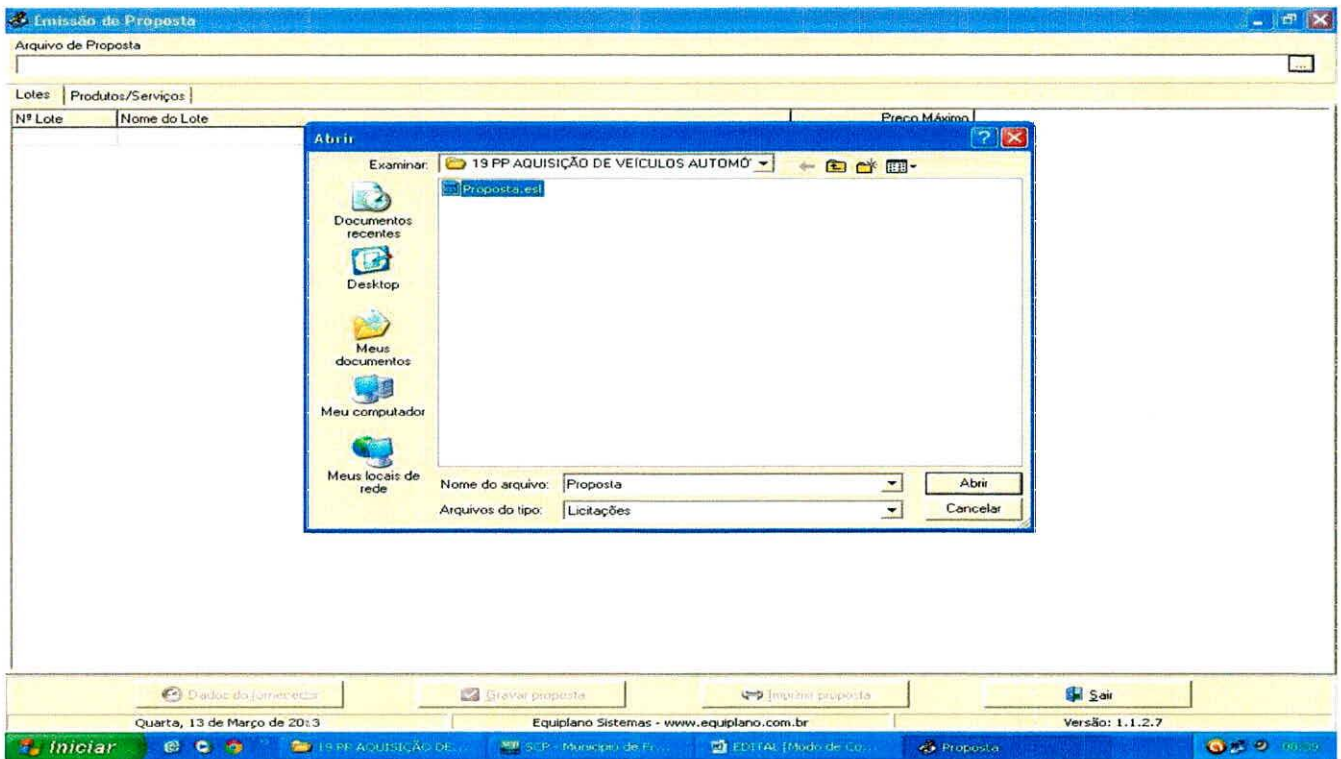 Emissão de Proposta
Arquivo de Proposta
...
Lotes Produtos/Serviços
Nº Lote Nome do Lote Preço Máximo
Abrir
Examinar: 19 PP AQUISIÇÃO DE VEÍCULOS AUTOMÓ
Proposta.esl
Documentos recentes
Desktop
Meus documentos
Meu computador
Meus locais de rede
Nome do arquivo: Proposta Abrir
Arquivos do tipo: Licitações Cancelar
Dados do fornecedor Gravar proposta Imprimir proposta Sair
Quarta, 13 de Março de 2013 Equiplano Sistemas - www.equiplano.com.br Versão: 1.1.2.7
Iniciar 19 PP AQUISIÇÃO DE... SCP - Municipio de Fr... EDITAL [Modo de Co... Proposta